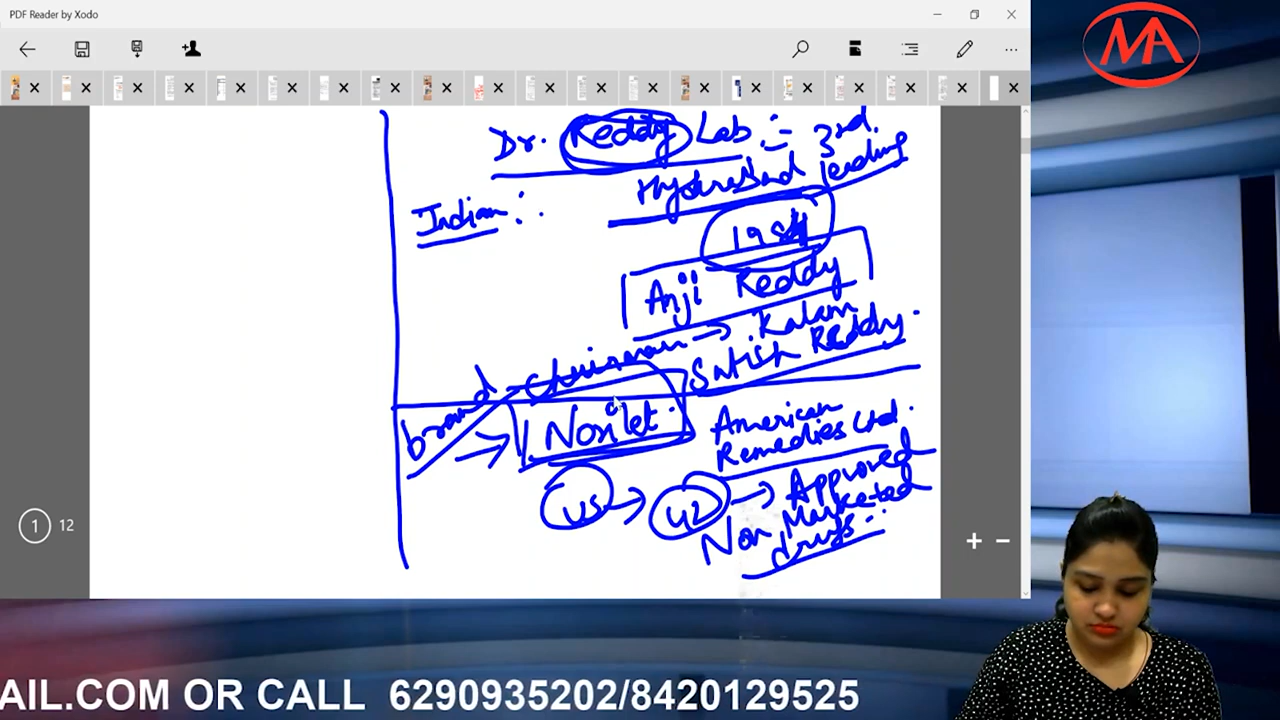 PDF Reader by Xodo
MA
Dr. Reddy Lab :- 3rd leading
Hyderabad
Indian :.
1984
Anji Reddy
Chairman → Kalam
Satish Reddy.
brand → Noxilet.
American
Remedies Ltd.
US → 42 → Approved
Non Marketed
drugs
1 12
AIL.COM OR CALL 6290935202/8420129525